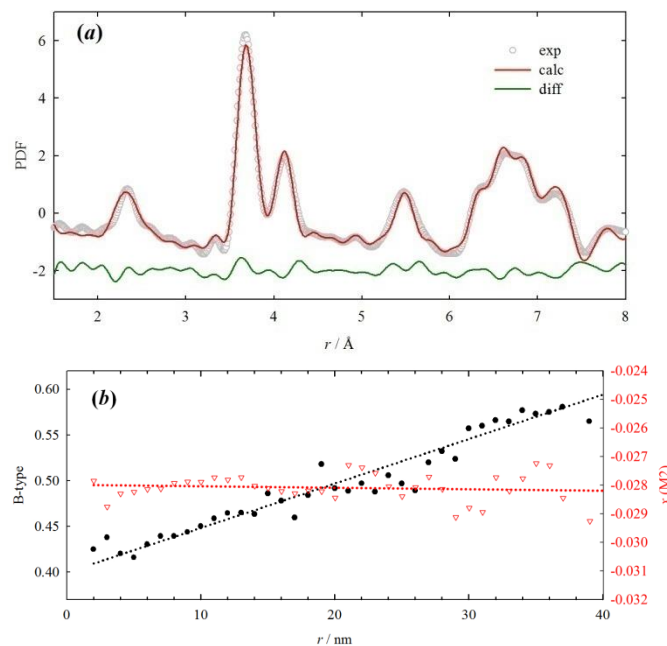 (a)
exp
calc
diff
6
4
2
0
-2
PDF
2 3 4 5 6 7 8
r / Å
(b)
0.60
0.55
0.50
0.45
0.40
B-type
-0.024
-0.025
-0.026
-0.027
-0.028
-0.029
-0.030
-0.031
-0.032
x (M2)
0 10 20 30 40
r / nm